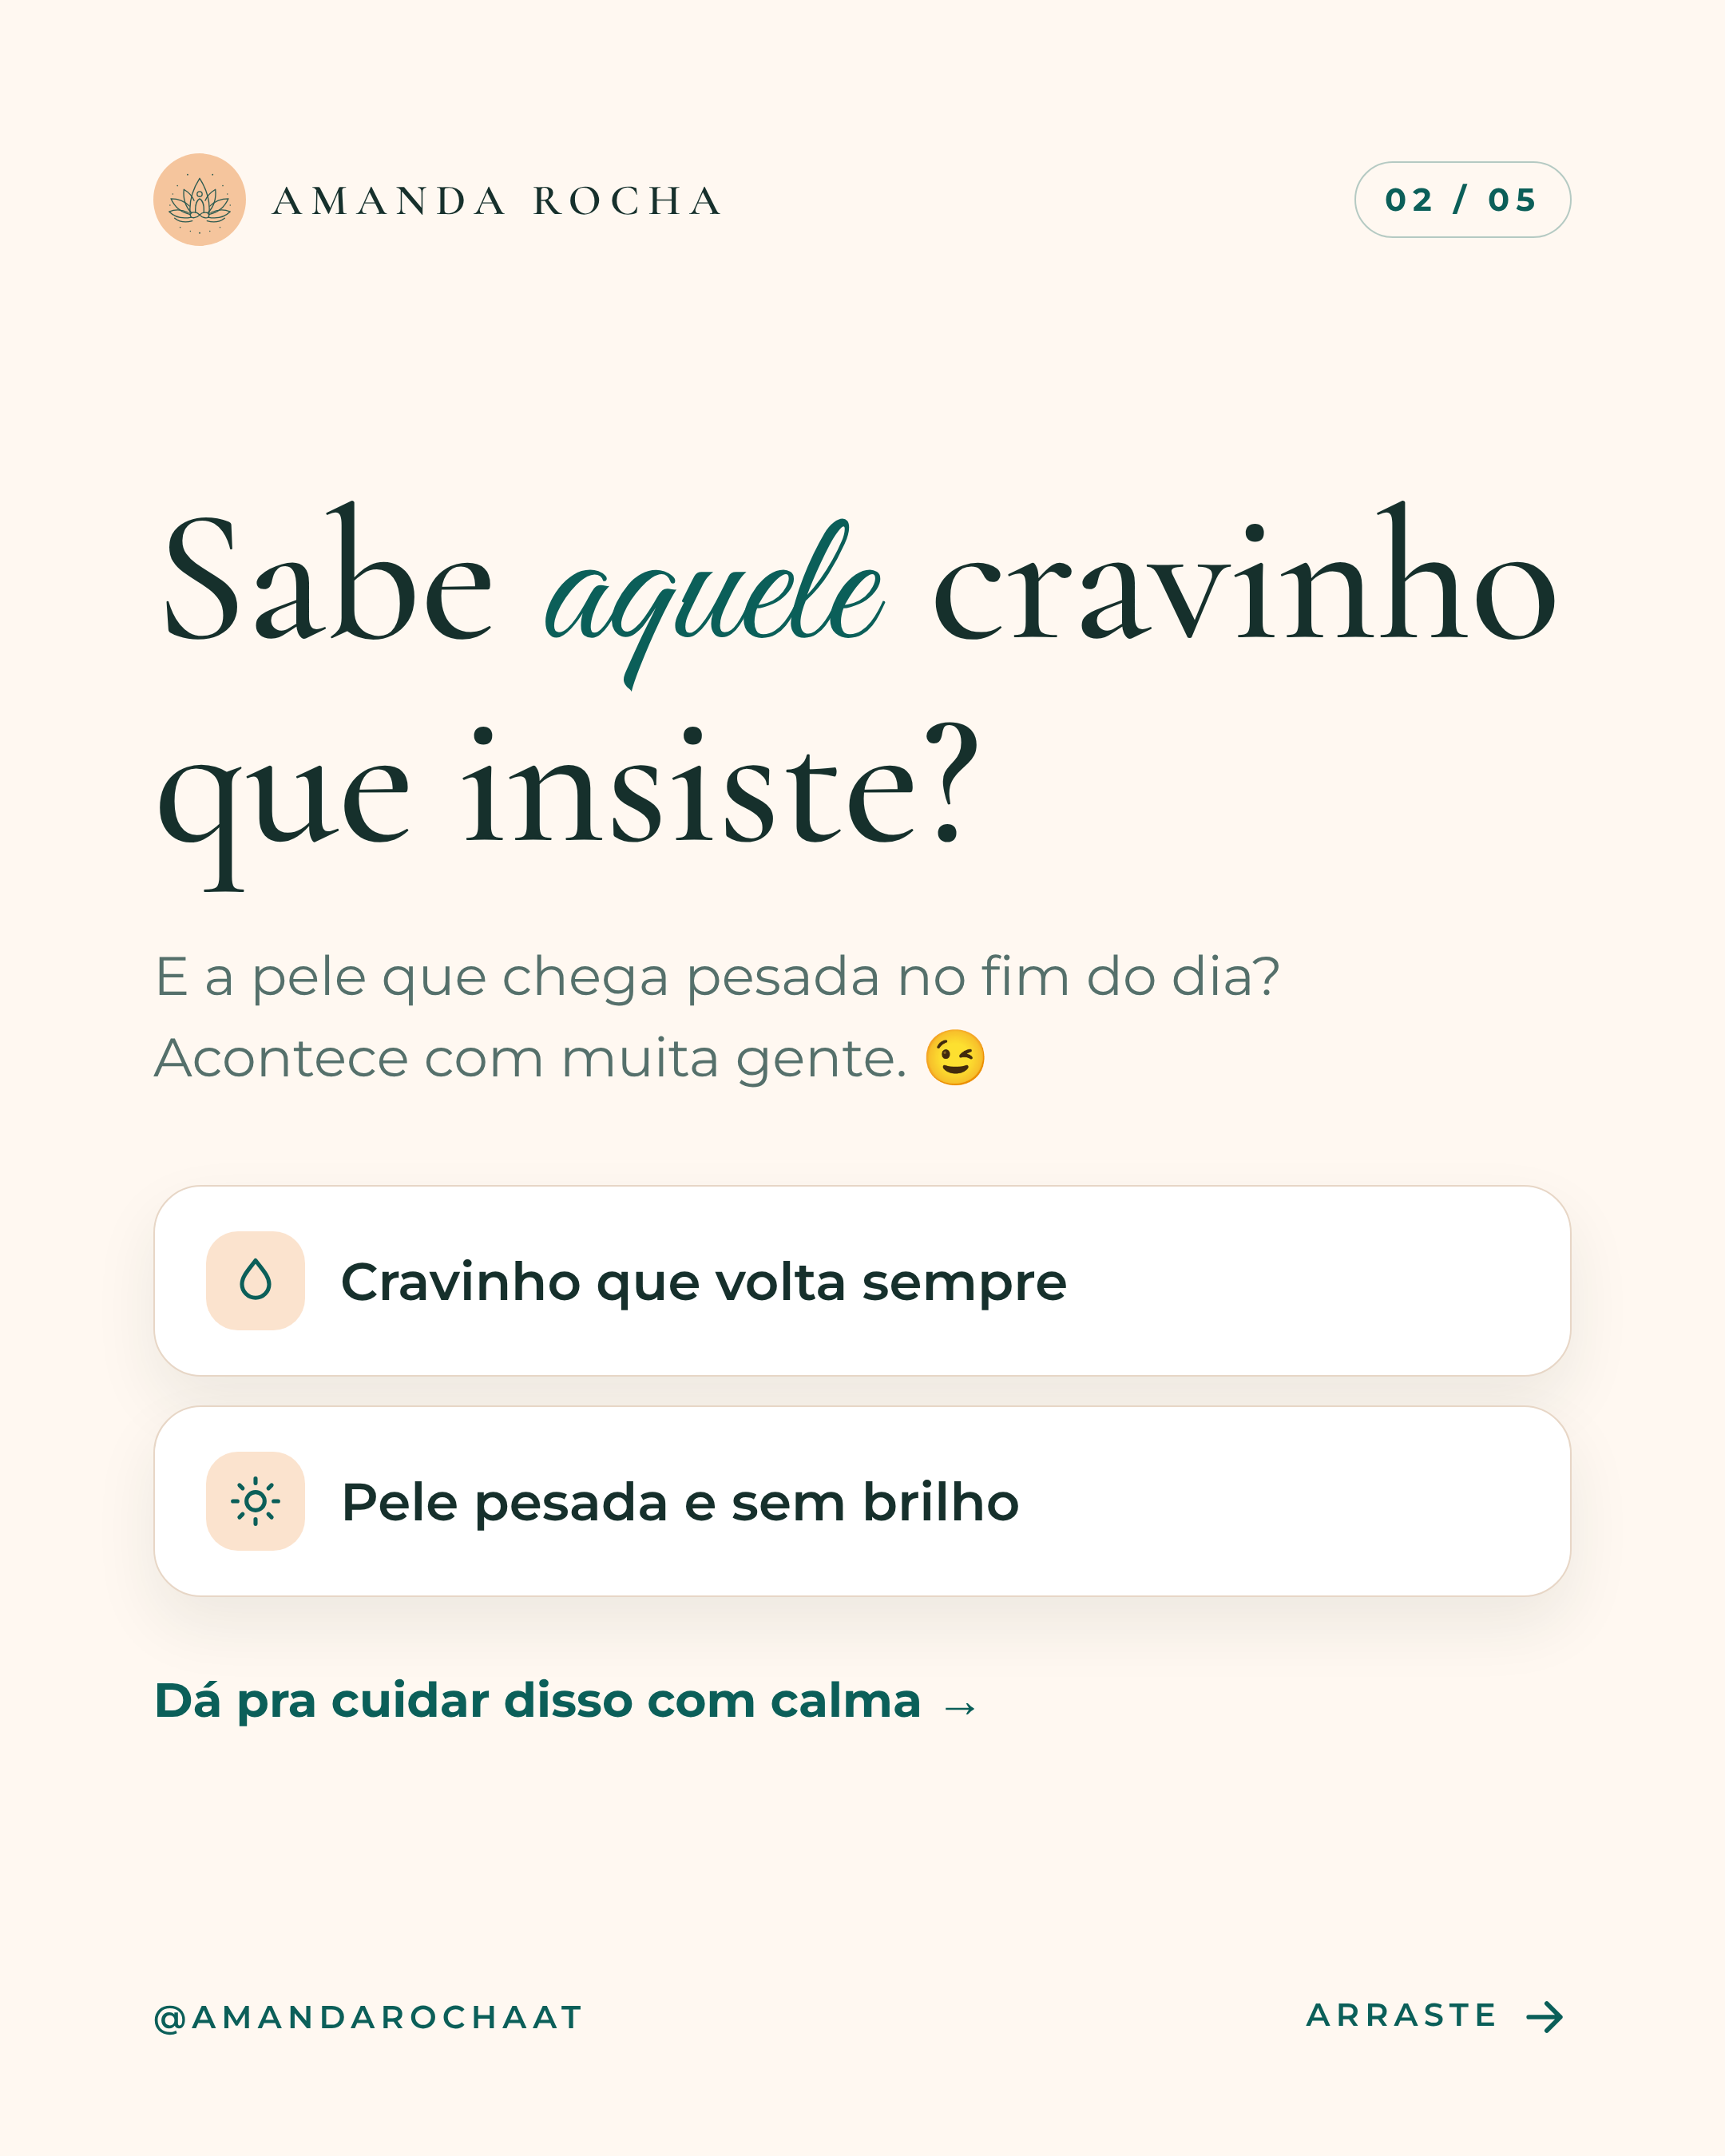 AMANDA ROCHA
02 / 05
Sabe aquele cravinho
que insiste?
E a pele que chega pesada no fim do dia?
Acontece com muita gente. 😉
Cravinho que volta sempre
Pele pesada e sem brilho
Dá pra cuidar disso com calma →
@AMANDAROCHAAT
ARRASTE →